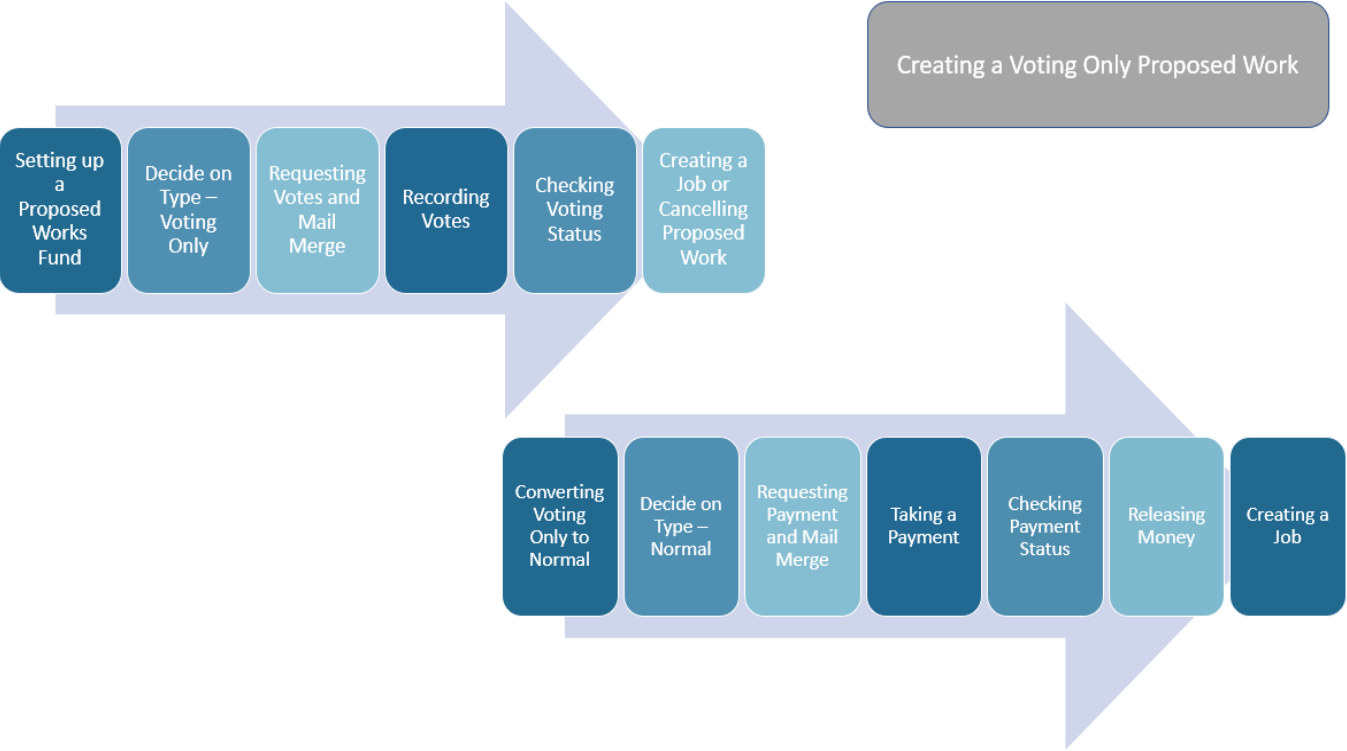 Creating a Voting Only Proposed Work
Setting up
a
Proposed
Works
Fund
Decide on
Type –
Voting
Only
Requesting
Votes and
Mail
Merge
Recording
Votes
Checking
Voting
Status
Creating a
Job or
Cancelling
Proposed
Work
Converting
Voting
Only to
Normal
Decide on
Type –
Normal
Requesting
Payment
and Mail
Merge
Taking a
Payment
Checking
Payment
Status
Releasing
Money
Creating a
Job